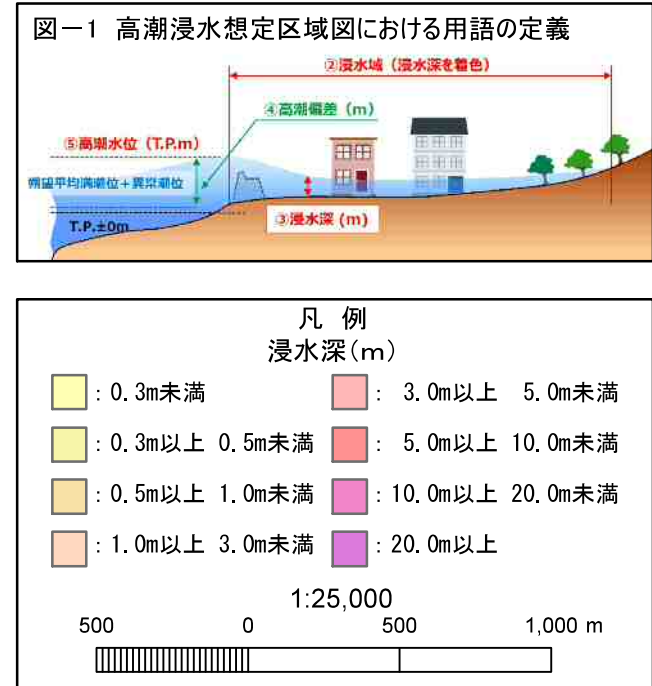 図－1 高潮浸水想定区域図における用語の定義
②浸水域（浸水深を着色）
④高潮偏差（m）
⑤高潮水位（T.P.m）
朔望平均満潮位＋異常潮位
③浸水深（m）
T.P.±0m
凡 例
浸水深(m)
：0.3m未満
：3.0m以上 5.0m未満
：0.3m以上 0.5m未満
：5.0m以上 10.0m未満
：0.5m以上 1.0m未満
：10.0m以上 20.0m未満
：1.0m以上 3.0m未満
：20.0m以上
1:25,000
500 0 500 1,000 m